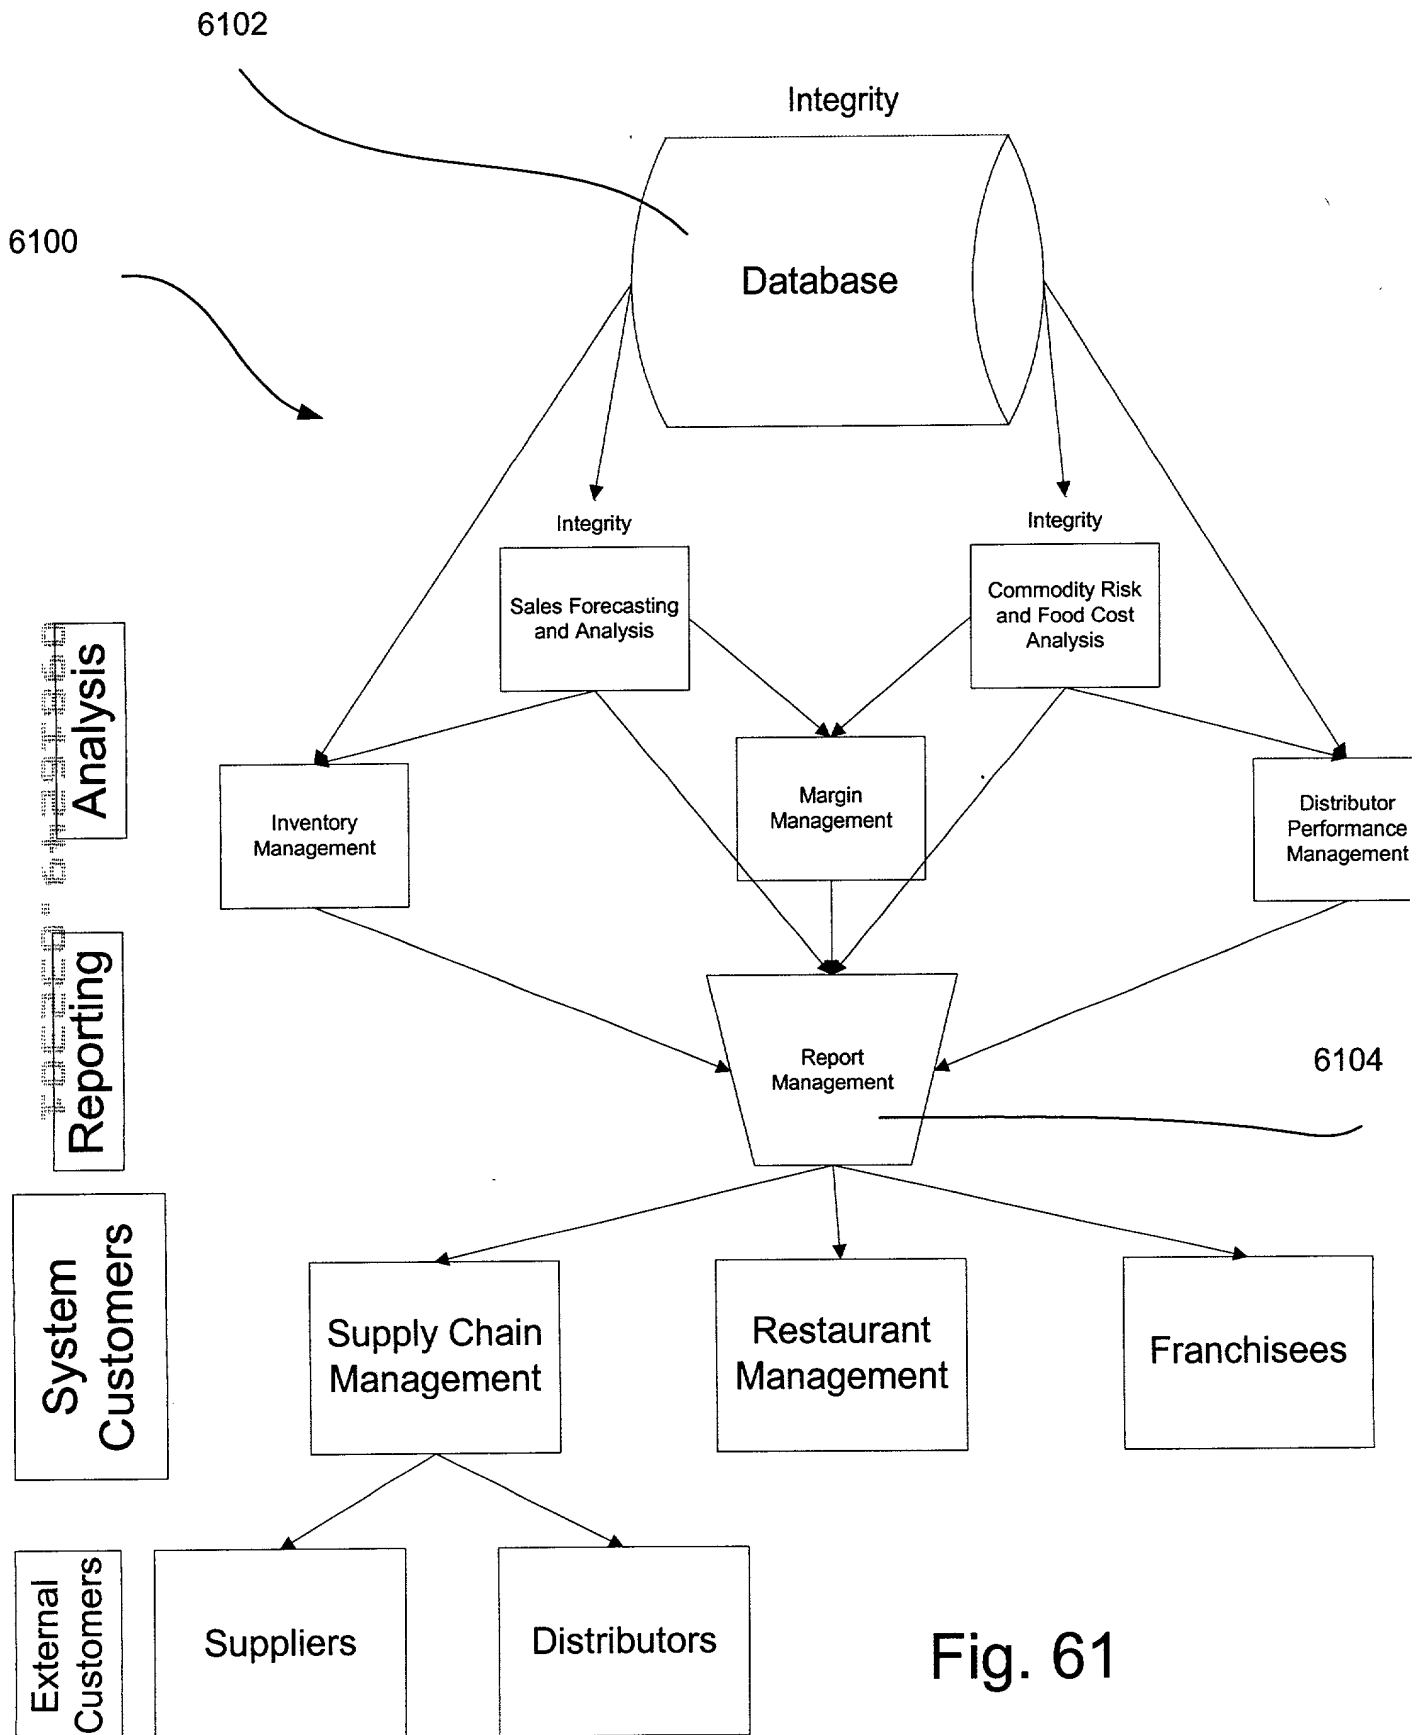 6102
Integrity
6100
Database
Integrity
Integrity
Sales Forecasting
and Analysis
Commodity Risk
and Food Cost
Analysis
Analysis
Inventory
Management
Margin
Management
Distributor
Performance
Management
Reporting
Report
Management
6104
System
Customers
Supply Chain
Management
Restaurant
Management
Franchisees
External
Customers
Suppliers
Distributors
Fig. 61